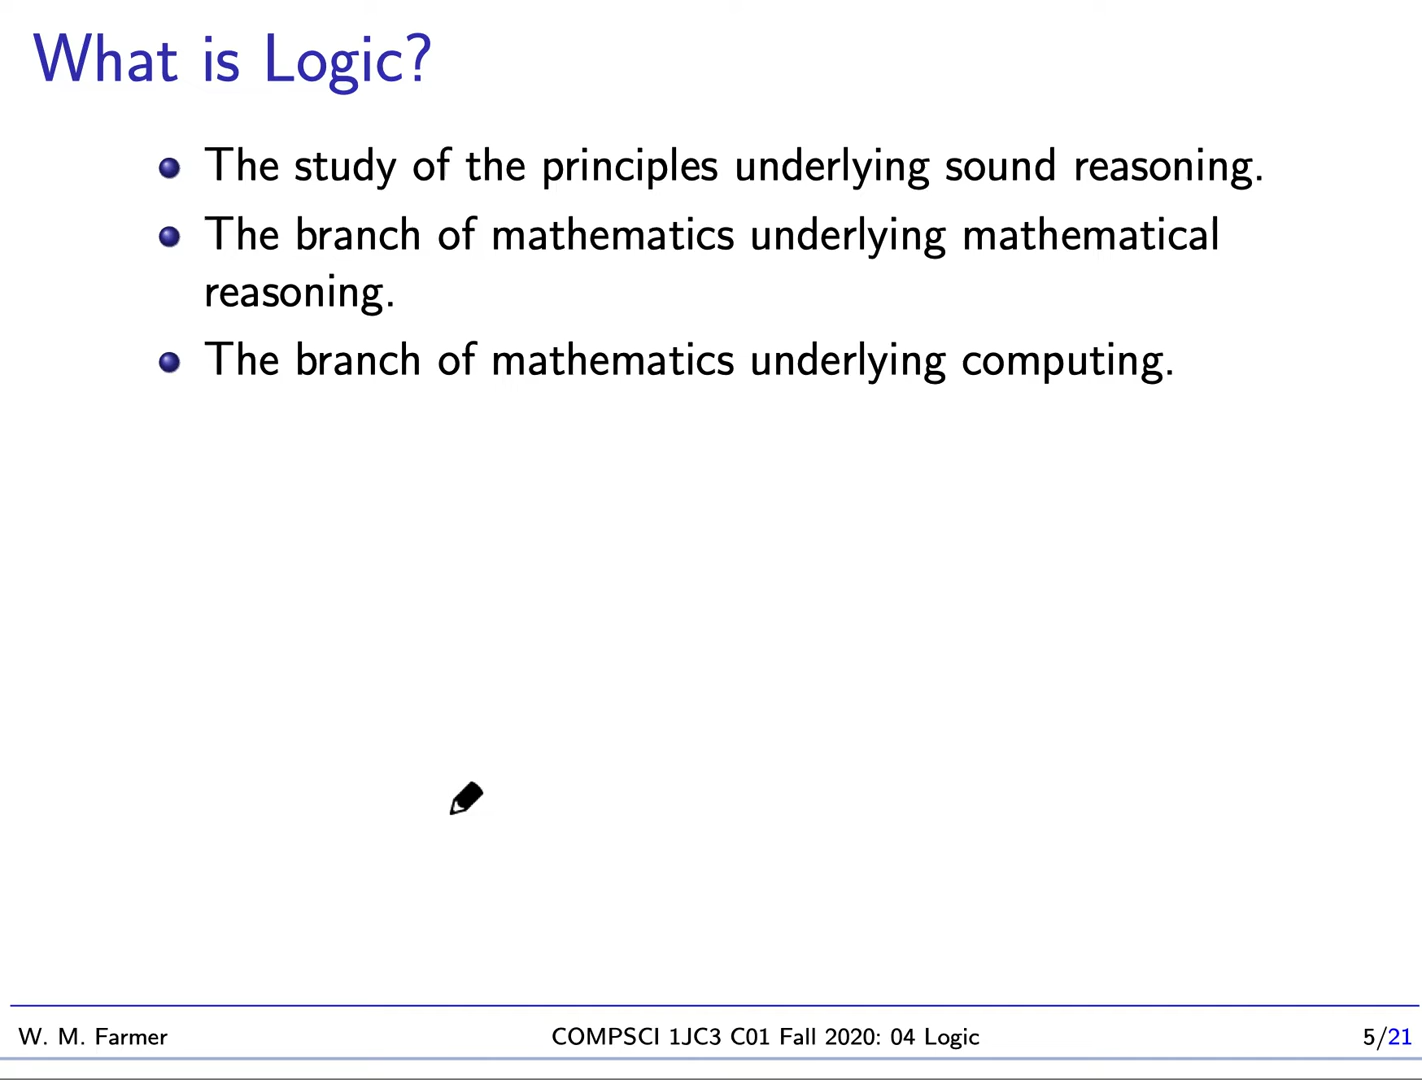 What is Logic?
The study of the principles underlying sound reasoning.
The branch of mathematics underlying mathematical
reasoning.
The branch of mathematics underlying computing.
W. M. Farmer
COMPSCI 1JC3 C01 Fall 2020: 04 Logic
5/21